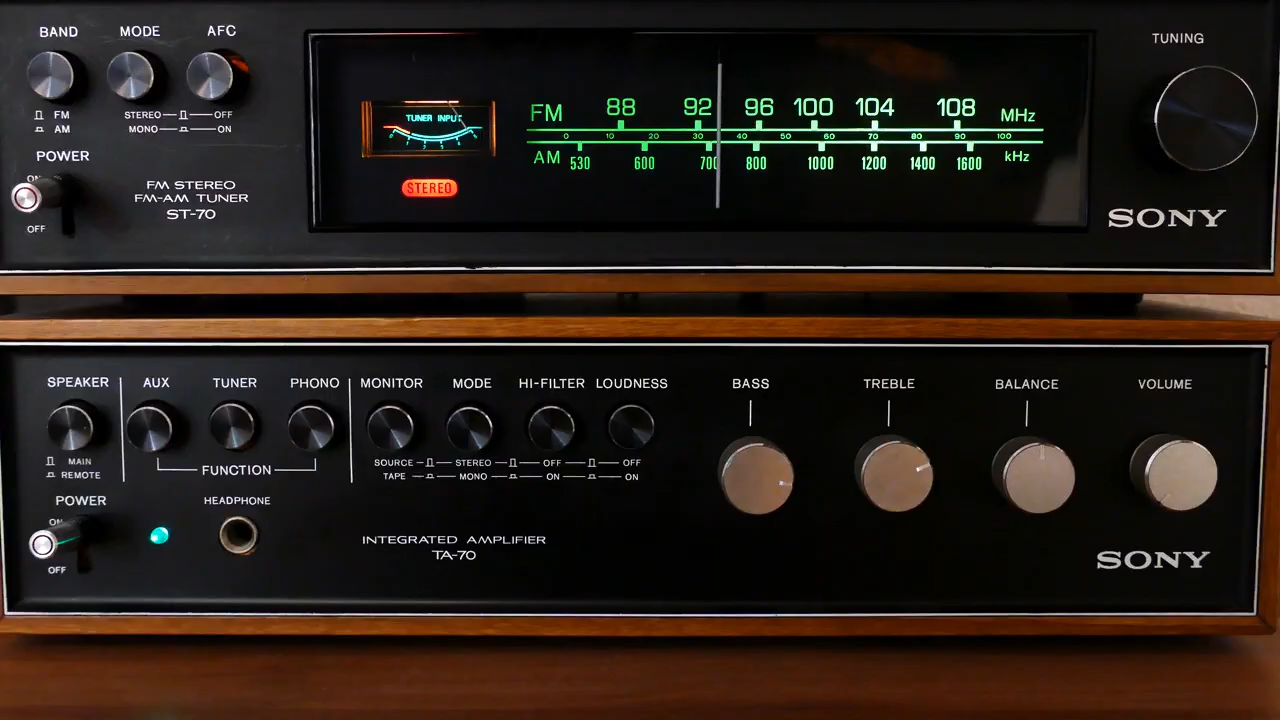 BAND MODE AFC
TUNING
FM 88 92 96 100 104 108 MHz
TUNER INPUT
FM STEREO OFF
AM MONO ON
0 10 20 30 40 50 60 70 80 90 100
AM 530 600 700 800 1000 1200 1400 1600 kHz
POWER
ON
OFF
STEREO
FM STEREO
FM-AM TUNER
ST-70
SONY
SPEAKER AUX TUNER PHONO MONITOR MODE HI-FILTER LOUDNESS BASS TREBLE BALANCE VOLUME
MAIN SOURCE STEREO OFF OFF
REMOTE FUNCTION TAPE MONO ON ON
POWER HEADPHONE
ON
OFF
INTEGRATED AMPLIFIER
TA-70
SONY